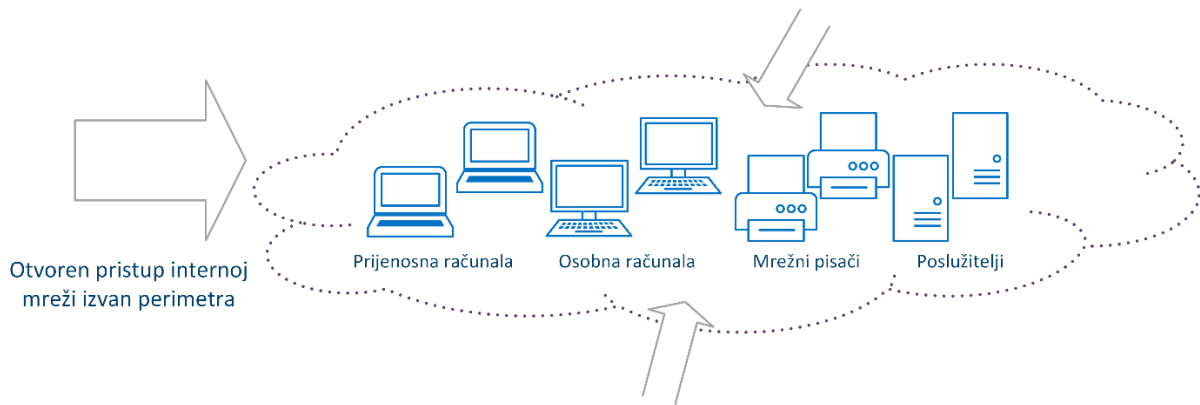 Prijenosna računala
Osobna računala
Mrežni pisači
Poslužitelji
Otvoren pristup internoj
mreži izvan perimetra